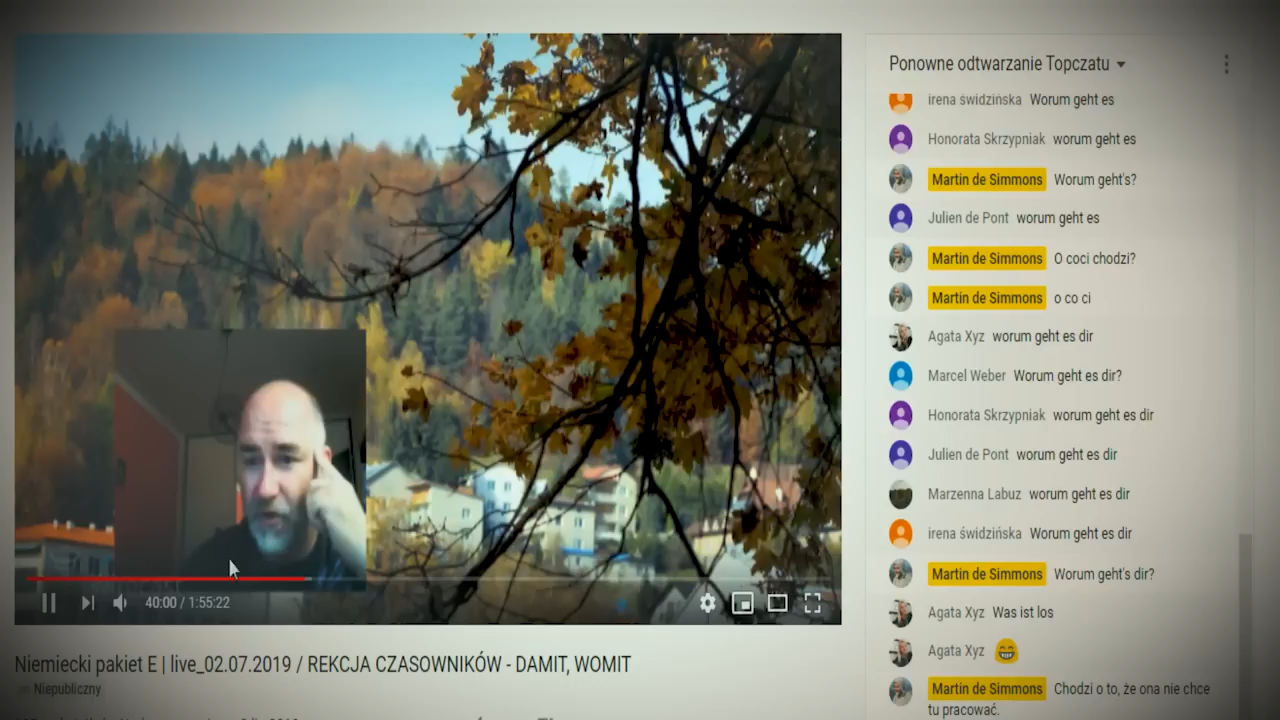 Ponowne odtwarzanie Topczatu
irena świdzińska Worum geht es
Honorata Skrzypniak worum geht es
Martin de Simmons Worum geht's?
Julien de Pont worum geht es
Martin de Simmons O coci chodzi?
Martin de Simmons o co ci
Agata Xyz worum geht es dir
Marcel Weber Worum geht es dir?
Honorata Skrzypniak worum geht es dir
Julien de Pont worum geht es dir
Marzenna Labuz worum geht es dir
irena świdzińska Worum geht es dir
Martin de Simmons Worum geht's dir?
Agata Xyz Was ist los
Agata Xyz 😁
Martin de Simmons Chodzi o to, że ona nie chce
tu pracować.
40:00 / 1:55:22
Niemiecki pakiet E | live_02.07.2019 / REKCJA CZASOWNIKÓW - DAMIT, WOMIT
Niepubliczny